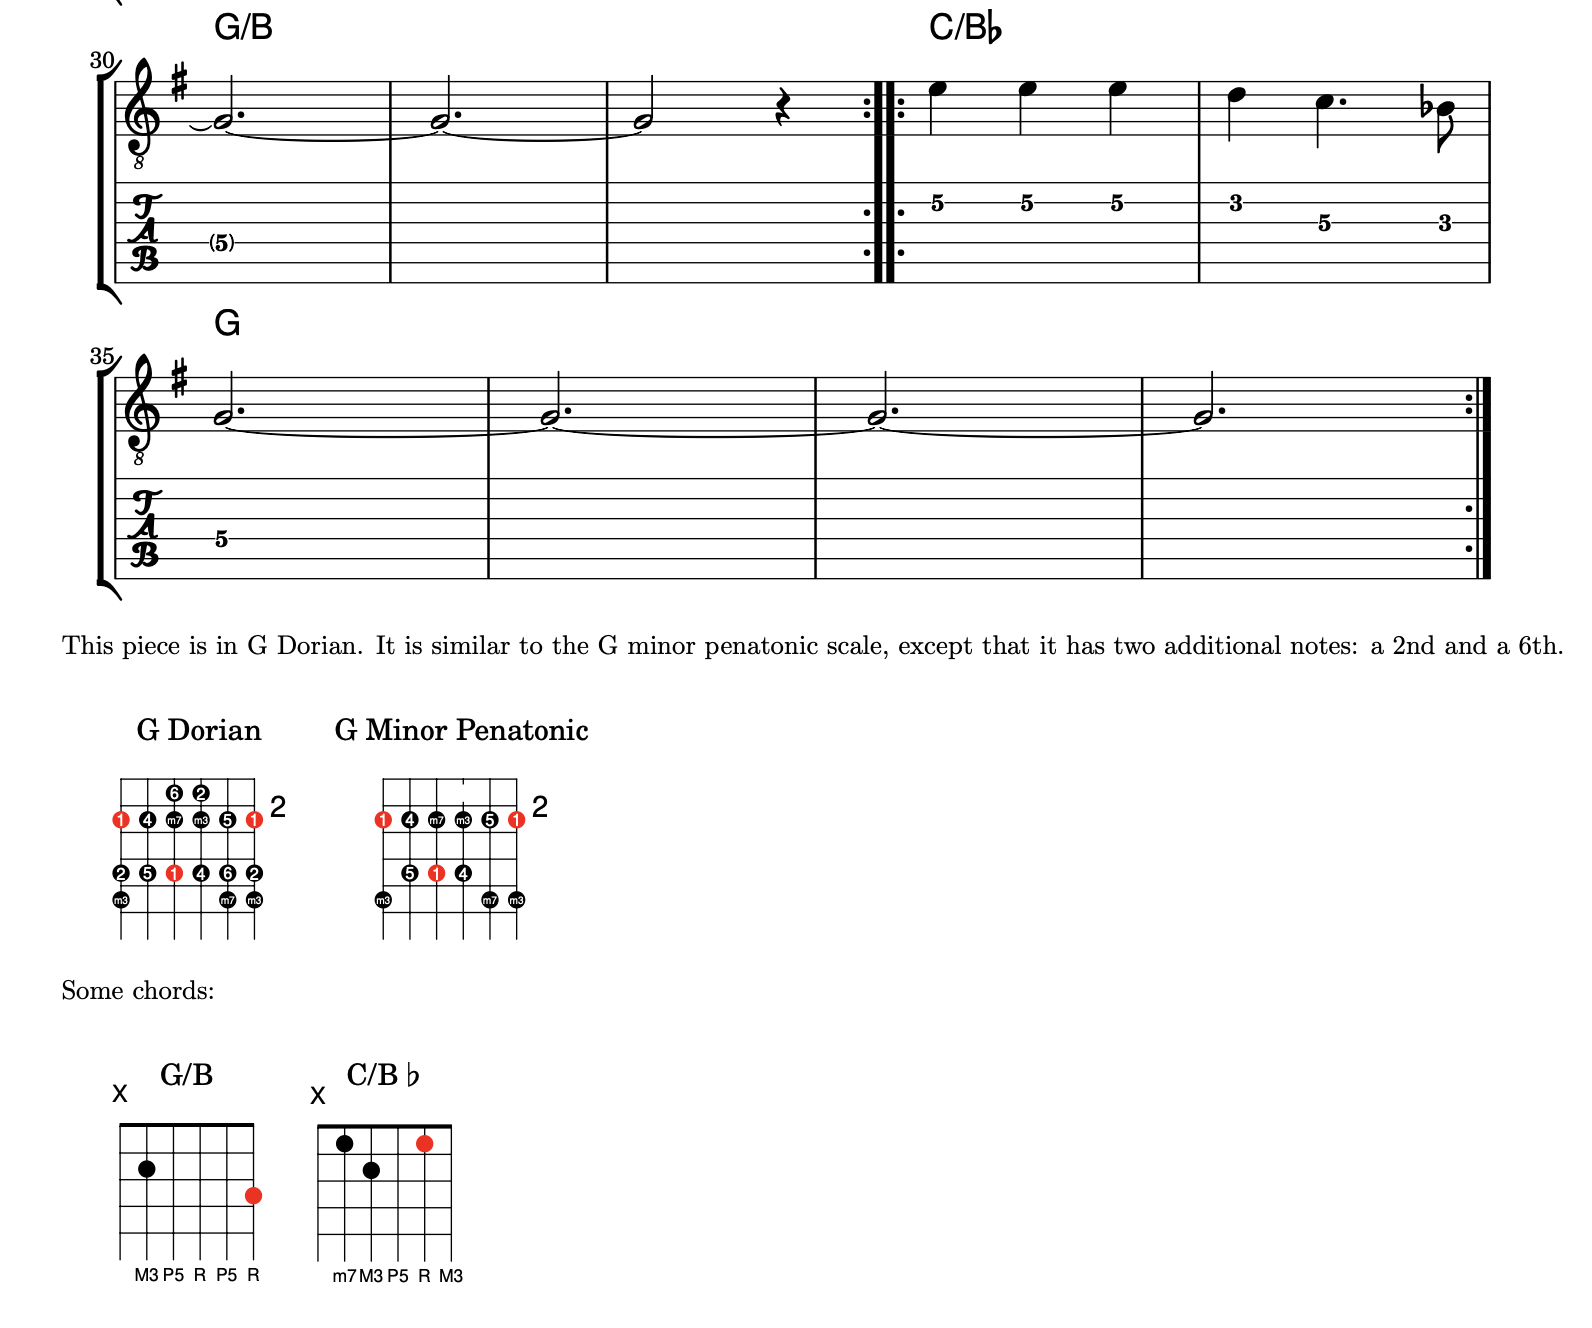 G/B C/B♭
30
8
T
A
B
5 5 5 3
5 3
(5)
G
35
8
T
A
B
5
This piece is in G Dorian. It is similar to the G minor penatonic scale, except that it has two additional notes: a 2nd and a 6th.
G Dorian G Minor Penatonic
6 2
1 4 m7 m3 5 1 2 1 4 m7 m3 5 1 2
2 5 1 4 6 2 5 1 4
m3 m7 m3 m3 m7 m3
Some chords:
G/B C/B♭
X X
M3 P5 R P5 R m7 M3 P5 R M3